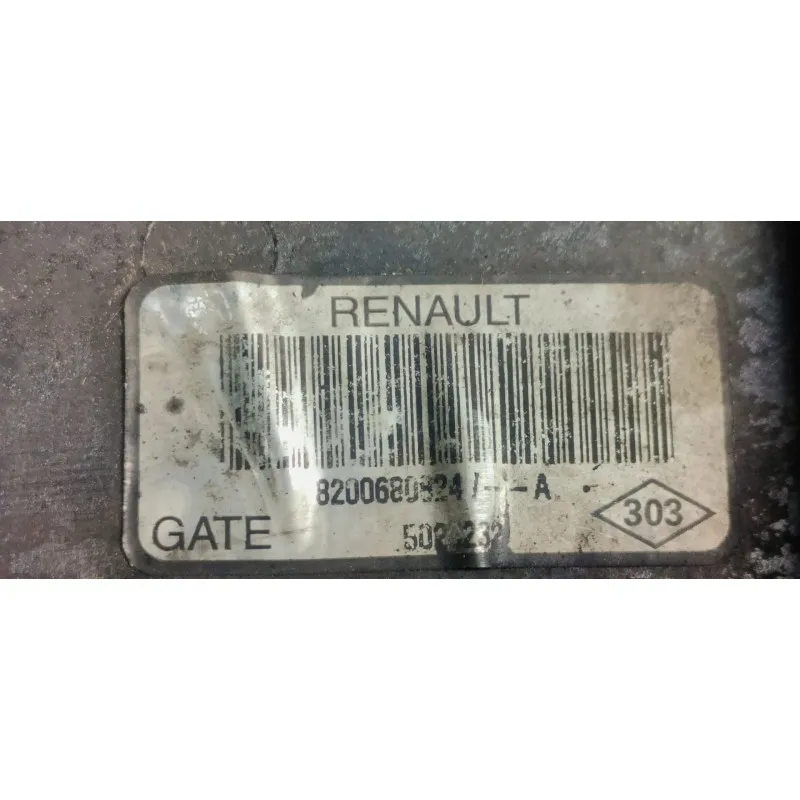 RENAULT
8200680824/---A
GATE
303